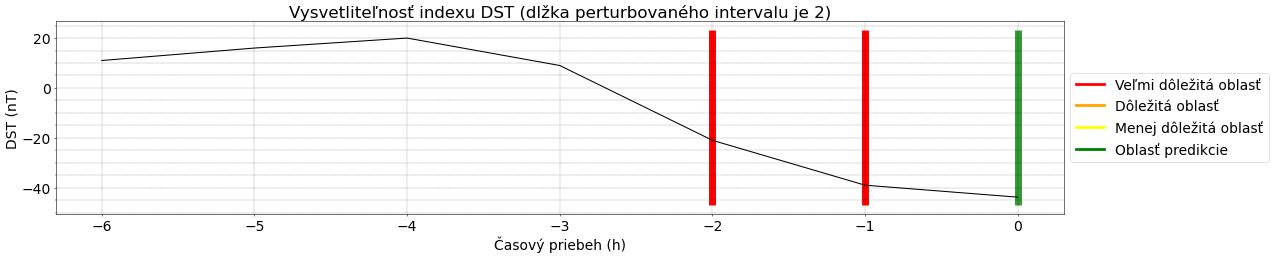 Vysvetliteľnosť indexu DST (dĺžka perturbovaného intervalu je 2)
DST (nT)
20
0
−20
−40
−6 −5 −4 −3 −2 −1 0
Časový priebeh (h)
Veľmi dôležitá oblasť
Dôležitá oblasť
Menej dôležitá oblasť
Oblasť predikcie